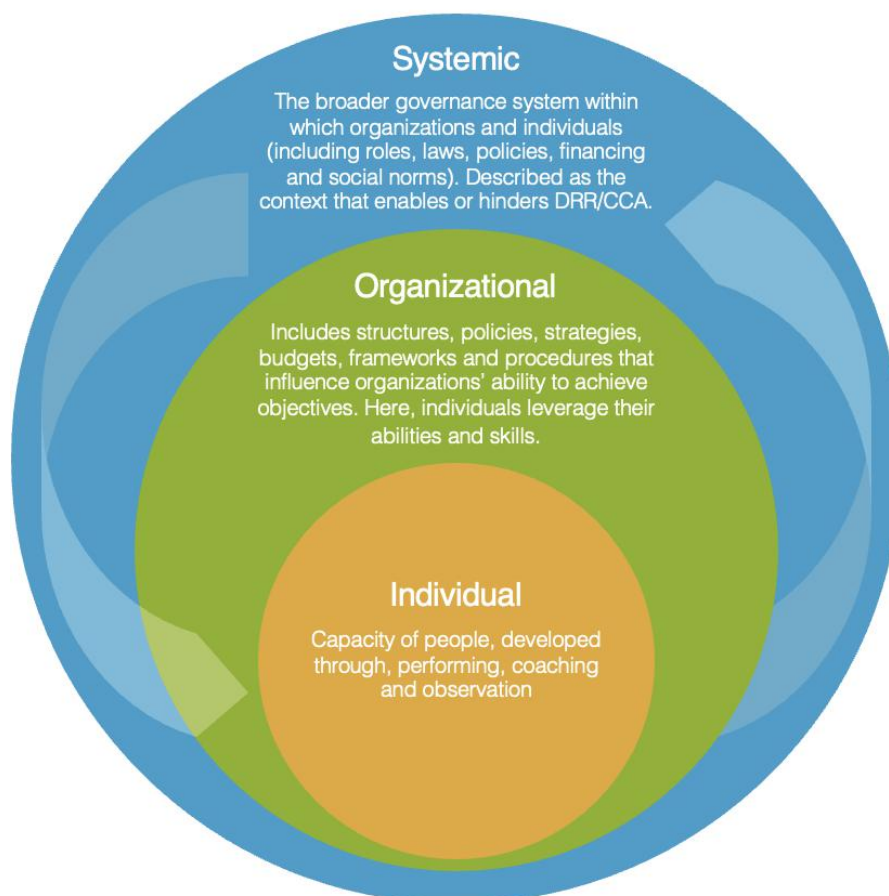 Systemic
The broader governance system within
which organizations and individuals
(including roles, laws, policies, financing
and social norms). Described as the
context that enables or hinders DRR/CCA.
Organizational
Includes structures, policies, strategies,
budgets, frameworks and procedures that
influence organizations’ ability to achieve
objectives. Here, individuals leverage their
abilities and skills.
Individual
Capacity of people, developed
through, performing, coaching
and observation